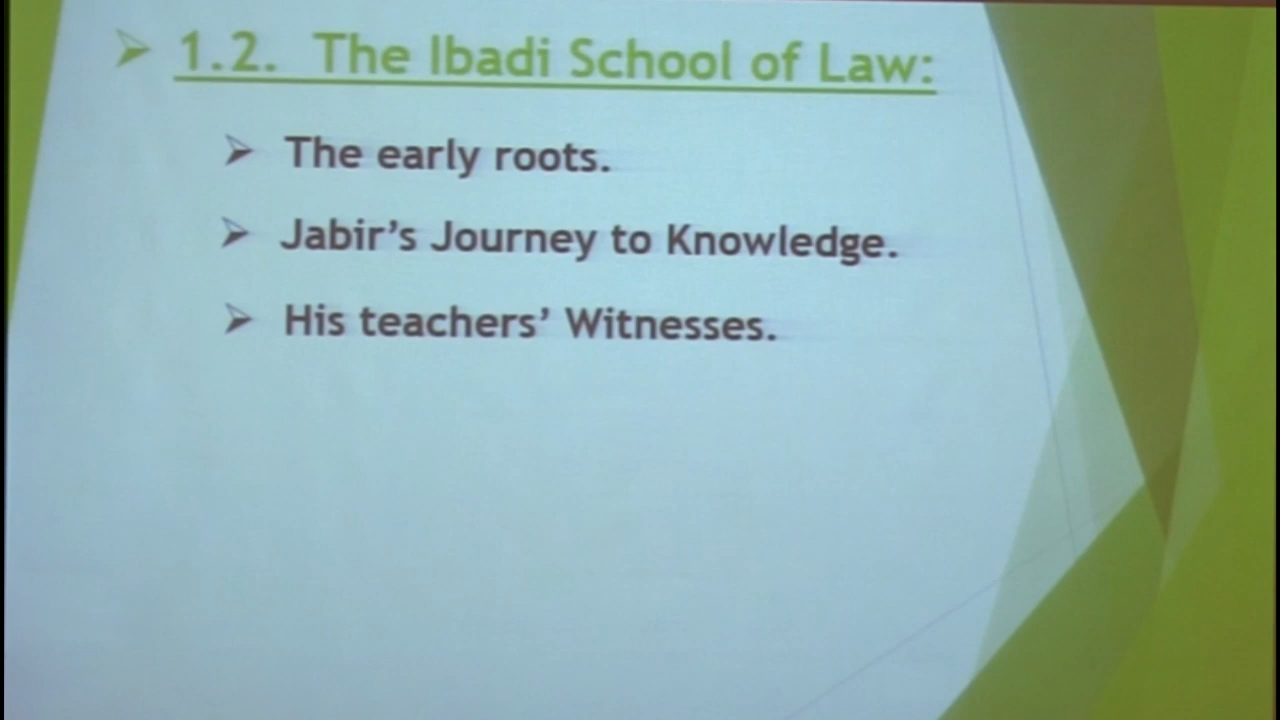 1.2. The Ibadi School of Law:
The early roots.
Jabir's Journey to Knowledge.
His teachers' Witnesses.